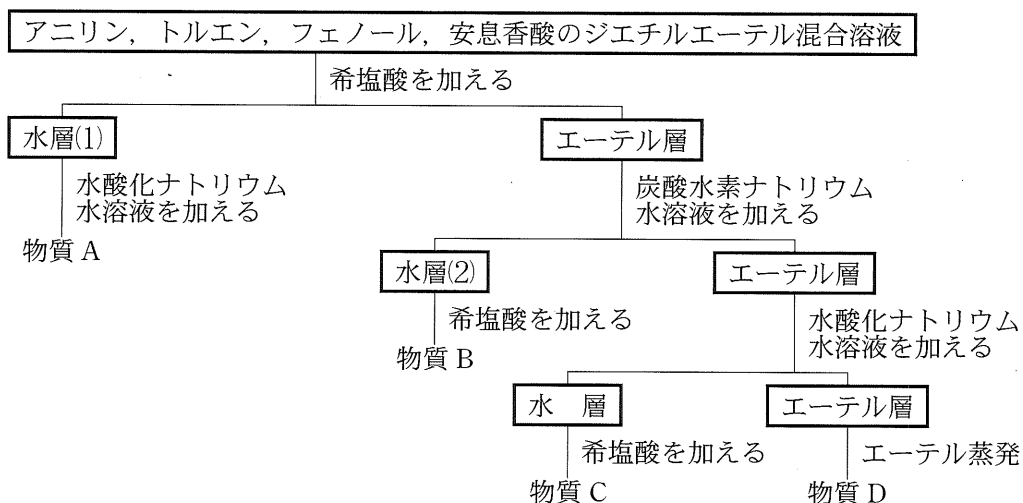 アニリン，トルエン，フェノール，安息香酸のジエチルエーテル混合溶液
希塩酸を加える
水層(1)
エーテル層
水酸化ナトリウム
水溶液を加える
炭酸水素ナトリウム
水溶液を加える
物質 A
水層(2)
エーテル層
希塩酸を加える
水酸化ナトリウム
水溶液を加える
物質 B
水　層
エーテル層
希塩酸を加える
エーテル蒸発
物質 C
物質 D